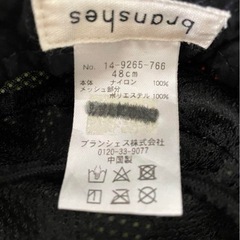 branshes
No. 14-9265-766
48cm
本体 ナイロン 100%
メッシュ部分
ポリエステル 100%
ブランシェス株式会社
0120-33-9077
中国製